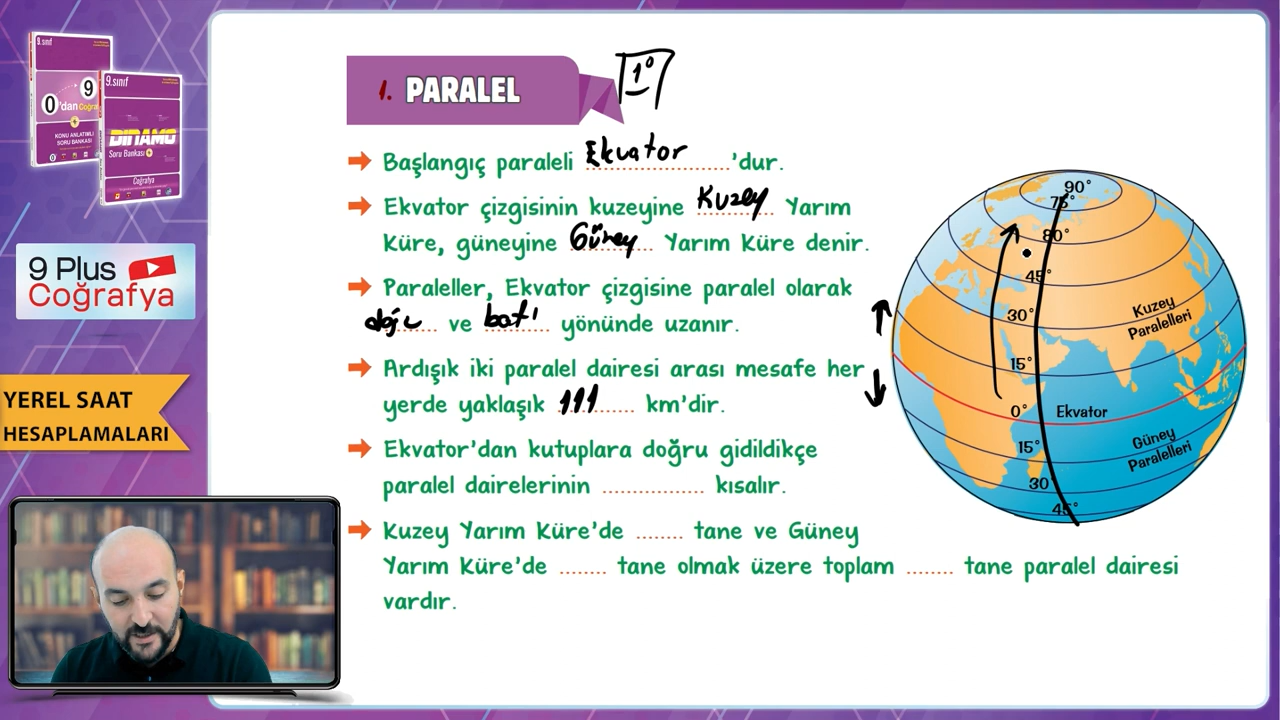 9.sınıf
0'dan 9
Coğrafya
KONU ANLATIMLI
SORU BANKASI
9.sınıf
DİNAMO
Soru Bankası
Coğrafya
9 Plus
Coğrafya
YEREL SAAT
HESAPLAMALARI
1. PARALEL 1°
Başlangıç paraleli Ekvator 'dur.
Ekvator çizgisinin kuzeyine Kuzey Yarım
Küre, güneyine Güney Yarım Küre denir.
Paraleller, Ekvator çizgisine paralel olarak
doğu ve batı yönünde uzanır.
Ardışık iki paralel dairesi arası mesafe her
yerde yaklaşık 111 km'dir.
Ekvator'dan kutuplara doğru gidildikçe
paralel dairelerinin .............. kısalır.
Kuzey Yarım Küre'de ........ tane ve Güney
Yarım Küre'de ........ tane olmak üzere toplam ........ tane paralel dairesi
vardır.
90°
75°
60°
45°
30°
15°
0°
15°
30°
45°
Kuzey
Paralelleri
Ekvator
Güney
Paralelleri